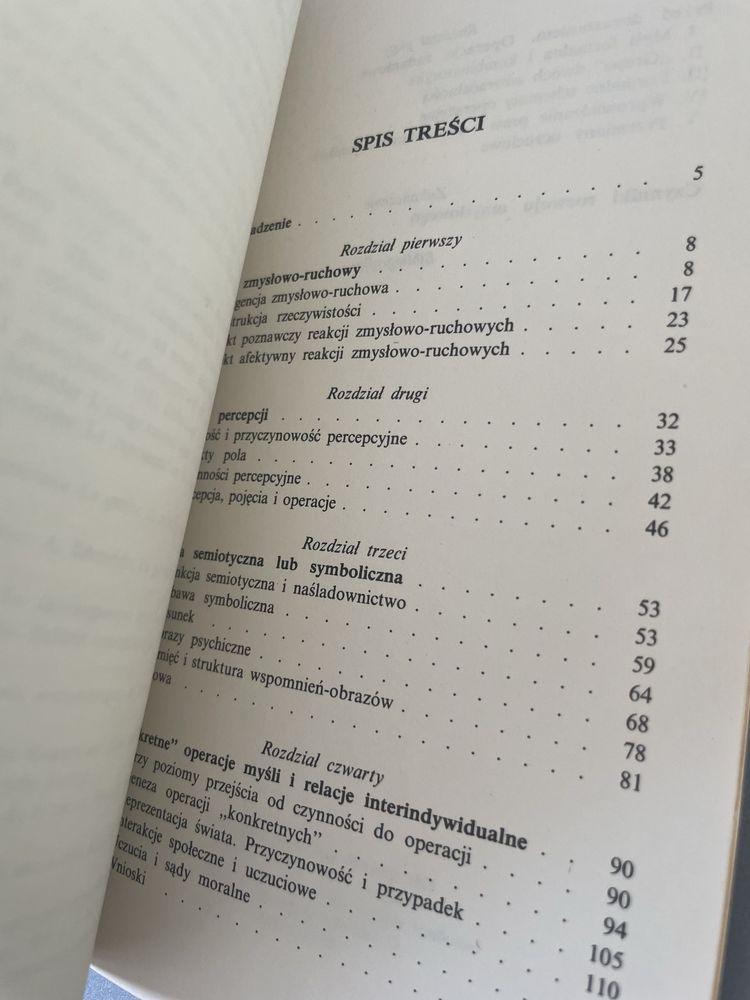 SPIS TREŚCI
adzenie . . . . . . . . . . . . . 5
Rozdział pierwszy
zmysłowo-ruchowy . . . . . . . . . . 8
gencja zmysłowo-ruchowa . . . . . . . . . 8
trukcja rzeczywistości . . . . . . . . . . 17
kt poznawczy reakcji zmysłowo-ruchowych . . . . . 23
kt afektywny reakcji zmysłowo-ruchowych . . . . . 25
Rozdział drugi
percepcji . . . . . . . . . . . . 32
ość i przyczynowość percepcyjne . . . . . . . 33
kty pola . . . . . . . . . . . . 38
nności percepcyjne . . . . . . . . . . 42
cepcja, pojęcia i operacje . . . . . . . . . 46
Rozdział trzeci
a semiotyczna lub symboliczna . . . . . . 53
nkcja semiotyczna i naśladownictwo . . . . . . 53
bawa symboliczna . . . . . . . . . . 59
sunek . . . . . . . . . . . . 64
razy psychiczne . . . . . . . . . . 68
mięć i struktura wspomnień-obrazów . . . . . . 78
owa . . . . . . . . . . . . 81
Rozdział czwarty
kretne” operacje myśli i relacje interindywidualne . . 90
rzy poziomy przejścia od czynności do operacji . . . 90
eneza operacji „konkretnych” . . . . . . . 94
eprezentacja świata. Przyczynowość i przypadek . . . . 105
nterakcje społeczne i uczuciowe . . . . . . . 110
czucia i sądy moralne . . . . . . . .
Wnioski . . . . . . . .